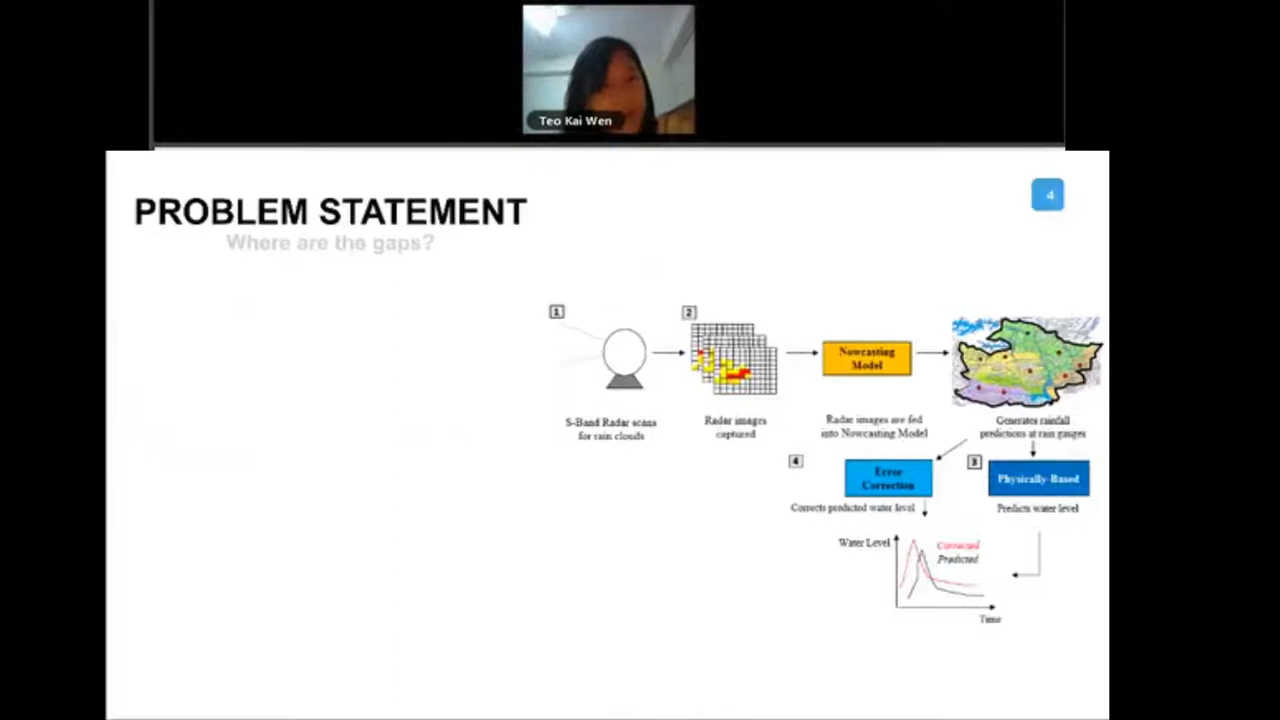 Teo Kai Wen
4
PROBLEM STATEMENT
Where are the gaps?
1
2
Nowcasting
Model
S-Band Radar scans
for rain clouds
Radar images
captured
Radar images are fed
into Nowcasting Model
Generates rainfall
predictions at rain gauges
4
Error
Correction
3
Physically-Based
Corrects predicted water level
Predicts water level
Water Level
Corrected
Predicted
Time